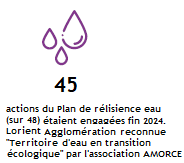 45
actions du Plan de rélisience eau
(sur 48) étaient engagées fin 2024.
Lorient Agglomération reconnue
"Territoire d'eau en transition
écologique" par l'association AMORCE